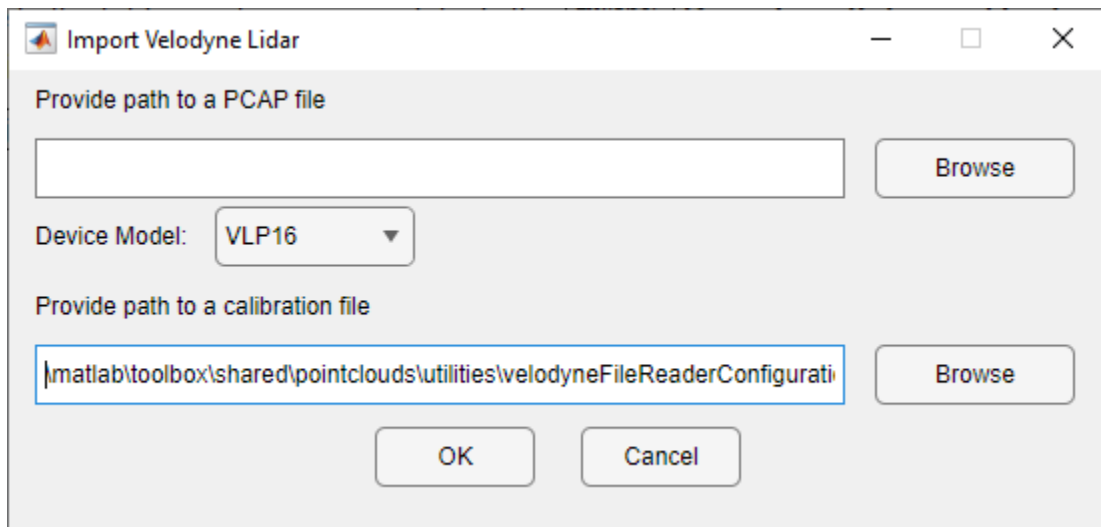 Import Velodyne Lidar
Provide path to a PCAP file
Browse
Device Model: VLP16
Provide path to a calibration file
\matlab\toolbox\shared\pointclouds\utilities\velodyneFileReaderConfiguratio Browse
OK Cancel